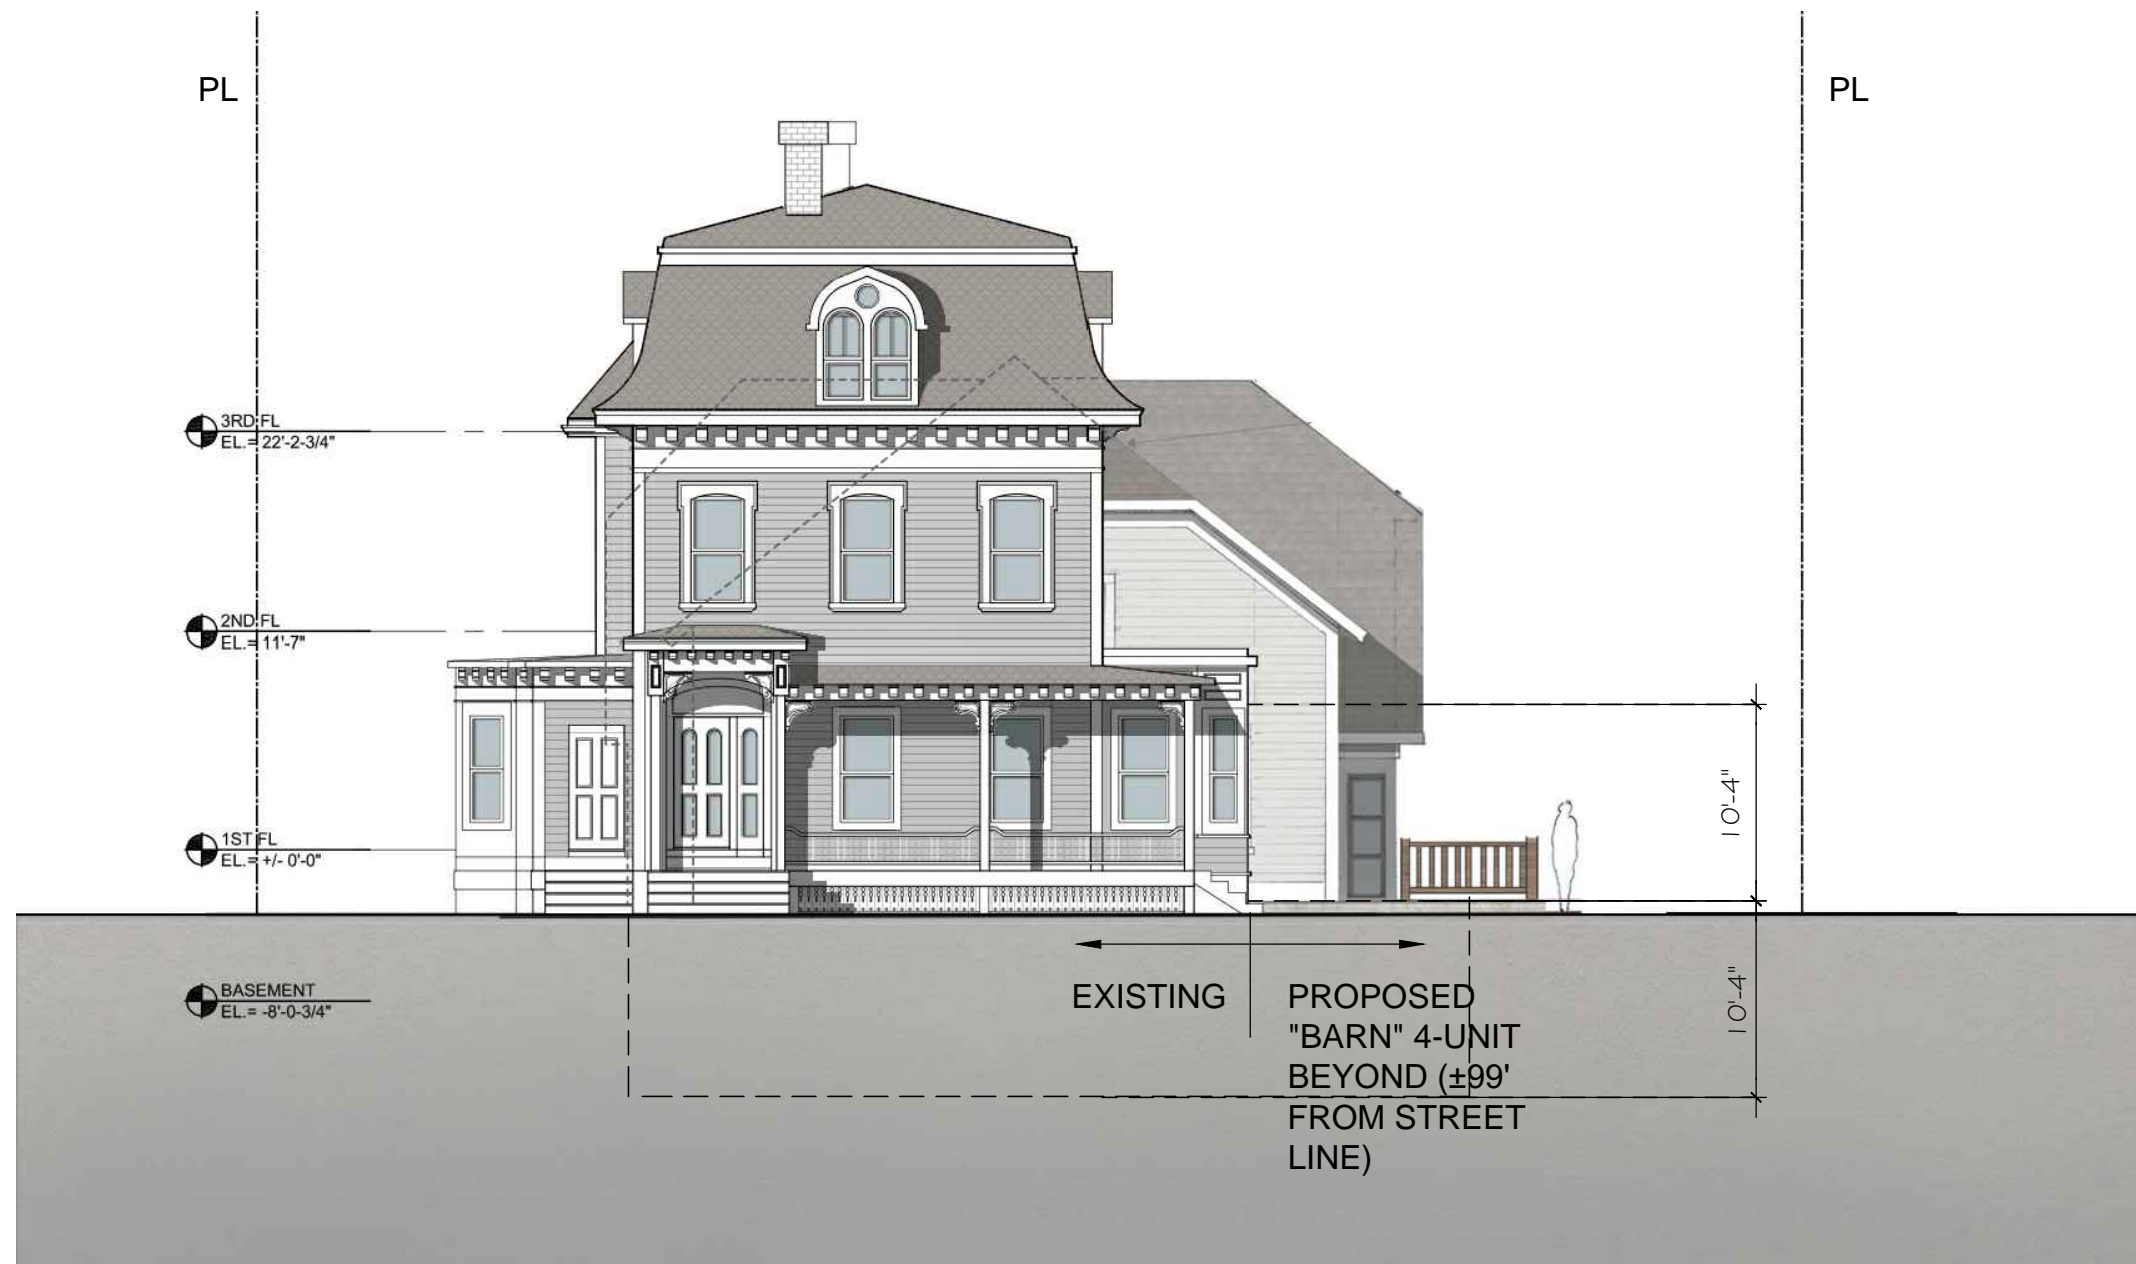 PL
PL
3RD FL
EL.= 22'-2-3/4"
2ND FL
EL.= 11'-7"
1ST FL
EL.= +/- 0'-0"
10'-4"
BASEMENT
EL.= -8'-0-3/4"
10'-4"
EXISTING
PROPOSED
"BARN" 4-UNIT
BEYOND (±99'
FROM STREET
LINE)